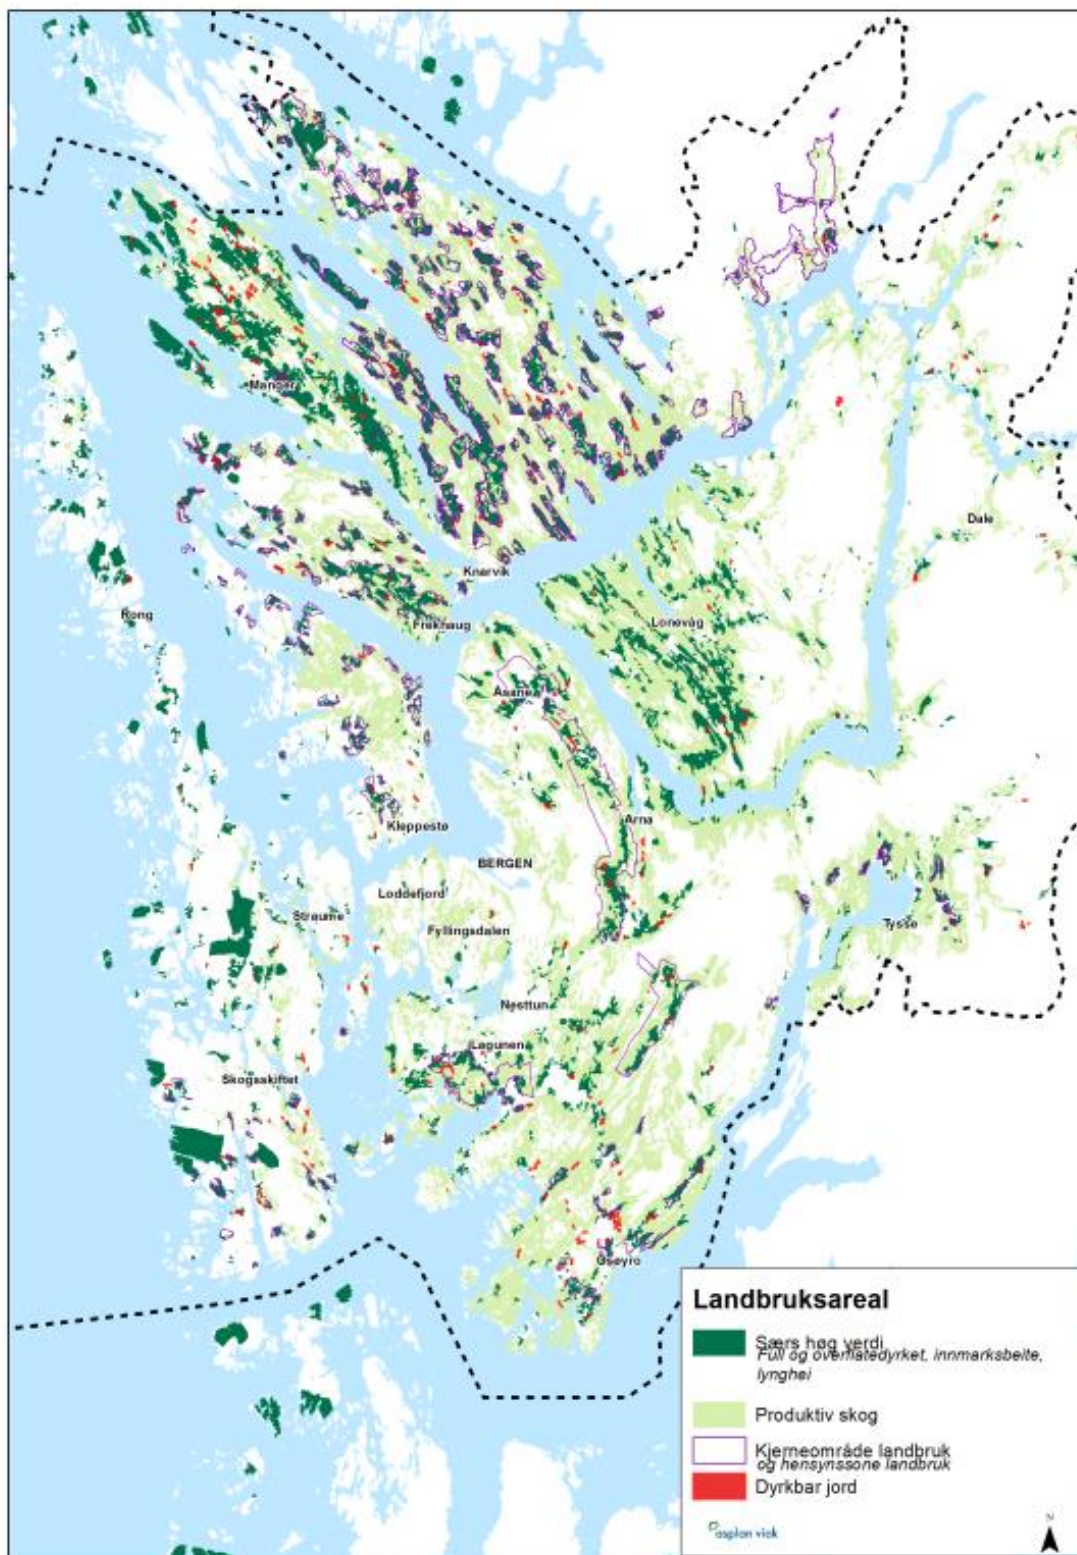 Manger
Dale
Knarvik
Rong
Frekhaug
Lonevåg
Åsane
Kleppestø
Arna
BERGEN
Loddefjord
Straume
Fyllingsdalen
Tysse
Nesttun
Lagunen
Skogsskiftet
Osøyro
Landbruksareal
Særs høg verdi
Full og overflatedyrket, innmarksbeite,
lynghei
Produktiv skog
Kjerneområde landbruk
og hensynssone landbruk
Dyrkbar jord
asplan viak
N